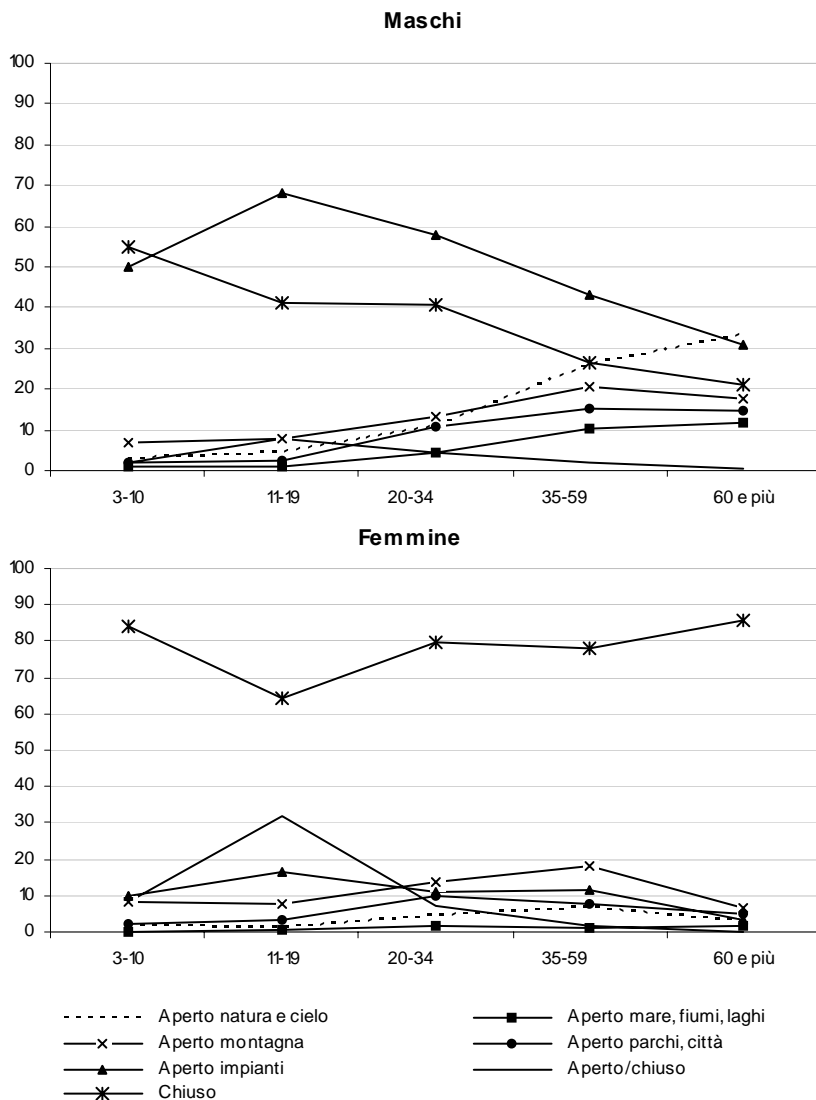 Maschi
100
90
80
70
60
50
40
30
20
10
0
3-10 11-19 20-34 35-59 60 e più
Femmine
100
90
80
70
60
50
40
30
20
10
0
3-10 11-19 20-34 35-59 60 e più
Aperto natura e cielo Aperto mare, fiumi, laghi
Aperto montagna Aperto parchi, città
Aperto impianti Aperto/chiuso
Chiuso